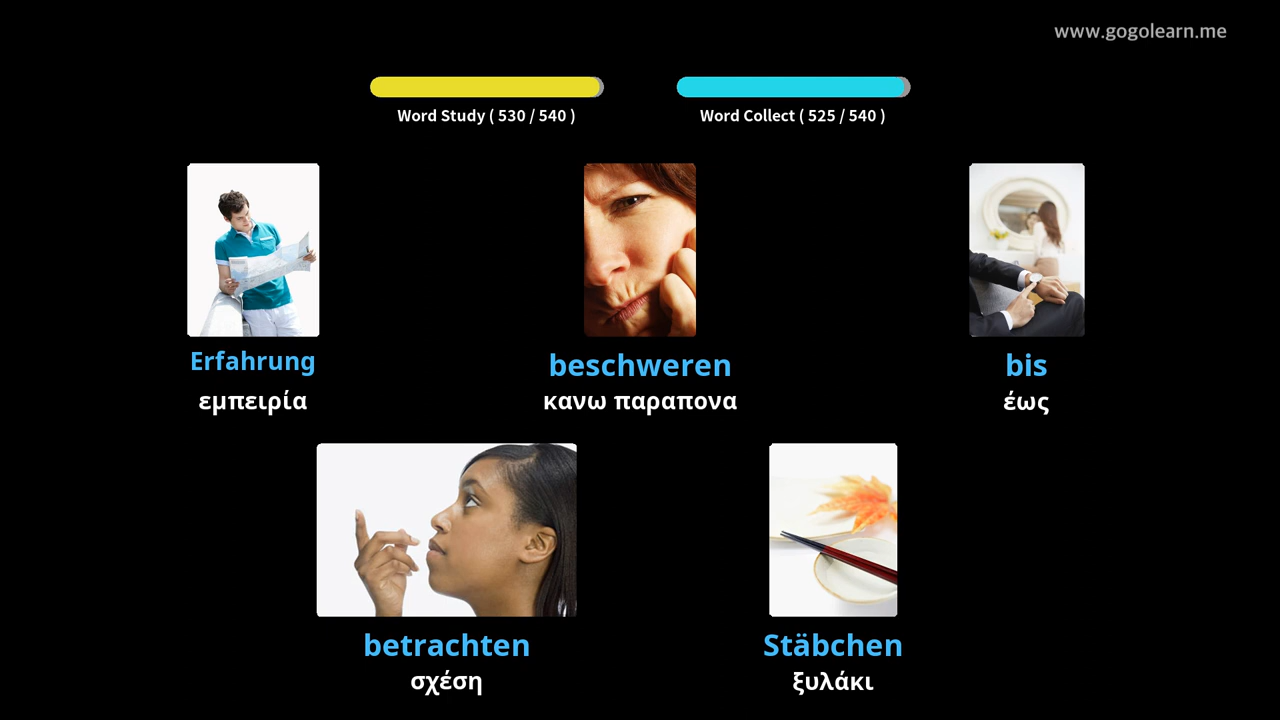 www.gogolearn.me
Word Study ( 530 / 540 )
Word Collect ( 525 / 540 )
Erfahrung
εμπειρία
beschweren
κανω παραπονα
bis
έως
betrachten
σχέση
Stäbchen
ξυλάκι